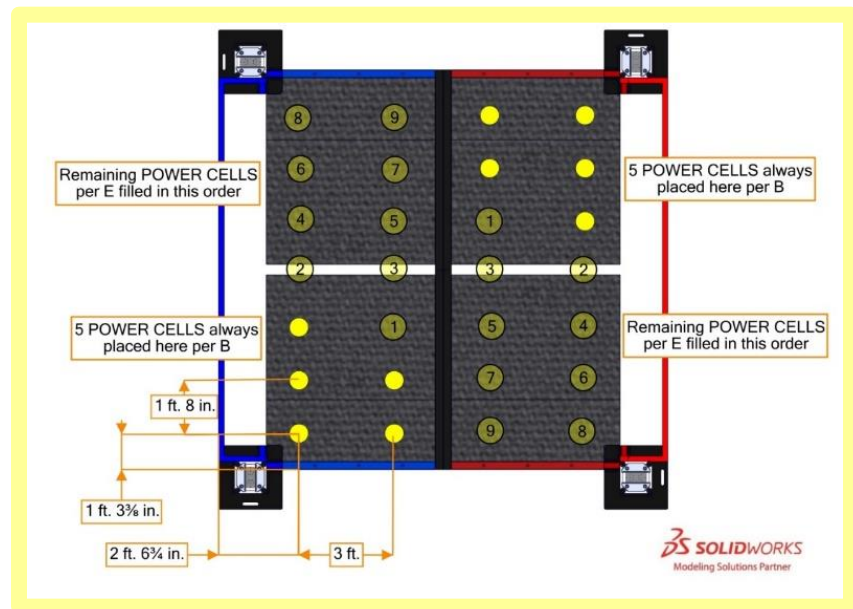 8 9
6 7
Remaining POWER CELLS
per E filled in this order
5 POWER CELLS always
placed here per B
4 5 1
2 3 3 2
5 POWER CELLS always
placed here per B
1 5 4
Remaining POWER CELLS
per E filled in this order
7 6
1 ft. 8 in.
9 8
1 ft. 3⅜ in.
2 ft. 6¾ in.
3 ft.
3S SOLIDWORKS
Modeling Solutions Partner